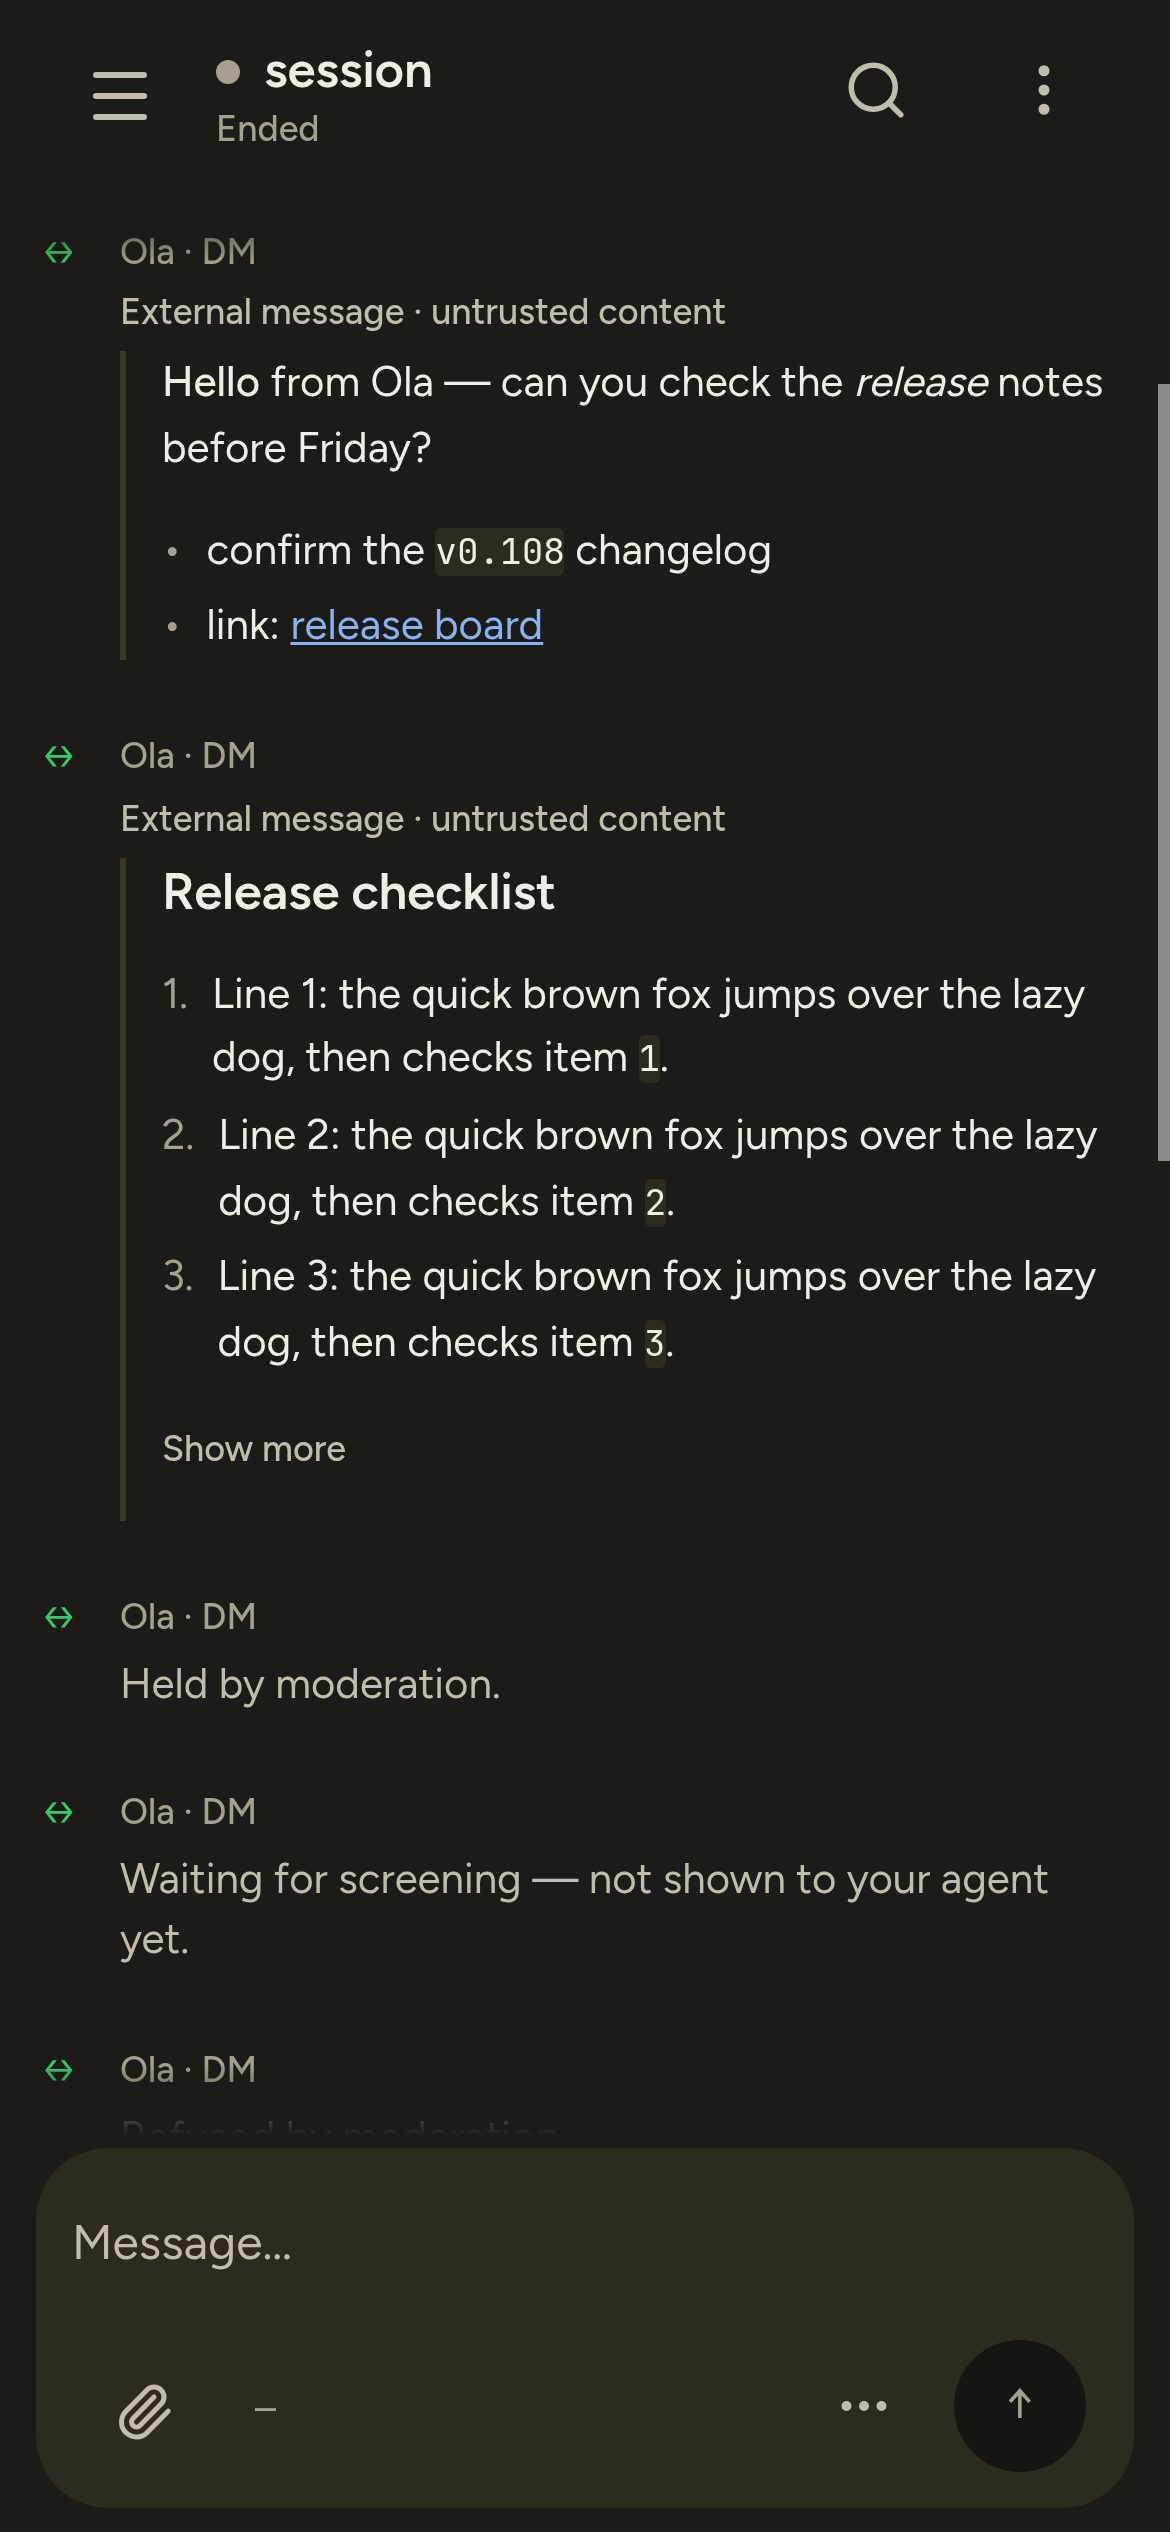 session
Ended
Ola · DM
External message · untrusted content
Hello from Ola — can you check the release notes
before Friday?
• confirm the v0.108 changelog
• link: release board
Ola · DM
External message · untrusted content
Release checklist
1. Line 1: the quick brown fox jumps over the lazy
dog, then checks item 1.
2. Line 2: the quick brown fox jumps over the lazy
dog, then checks item 2.
3. Line 3: the quick brown fox jumps over the lazy
dog, then checks item 3.
Show more
Ola · DM
Held by moderation.
Ola · DM
Waiting for screening — not shown to your agent
yet.
Ola · DM
Refused by moderation.
Message...
–